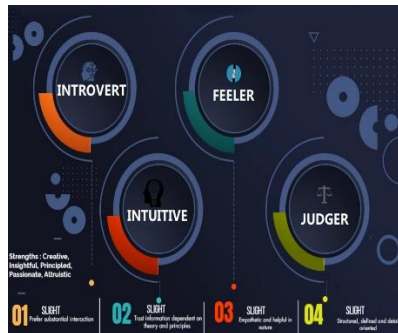 INTROVERT
FEELER
INTUITIVE
JUDGER
Strengths : Creative,
Insightful, Principled,
Passionate, Altruistic
01 SLIGHT
Prefer substantial interaction
02 SLIGHT
Trust information dependent on
theory and principles
03 SLIGHT
Empathetic and helpful in
nature
04 SLIGHT
Structured, defined and detail
oriented